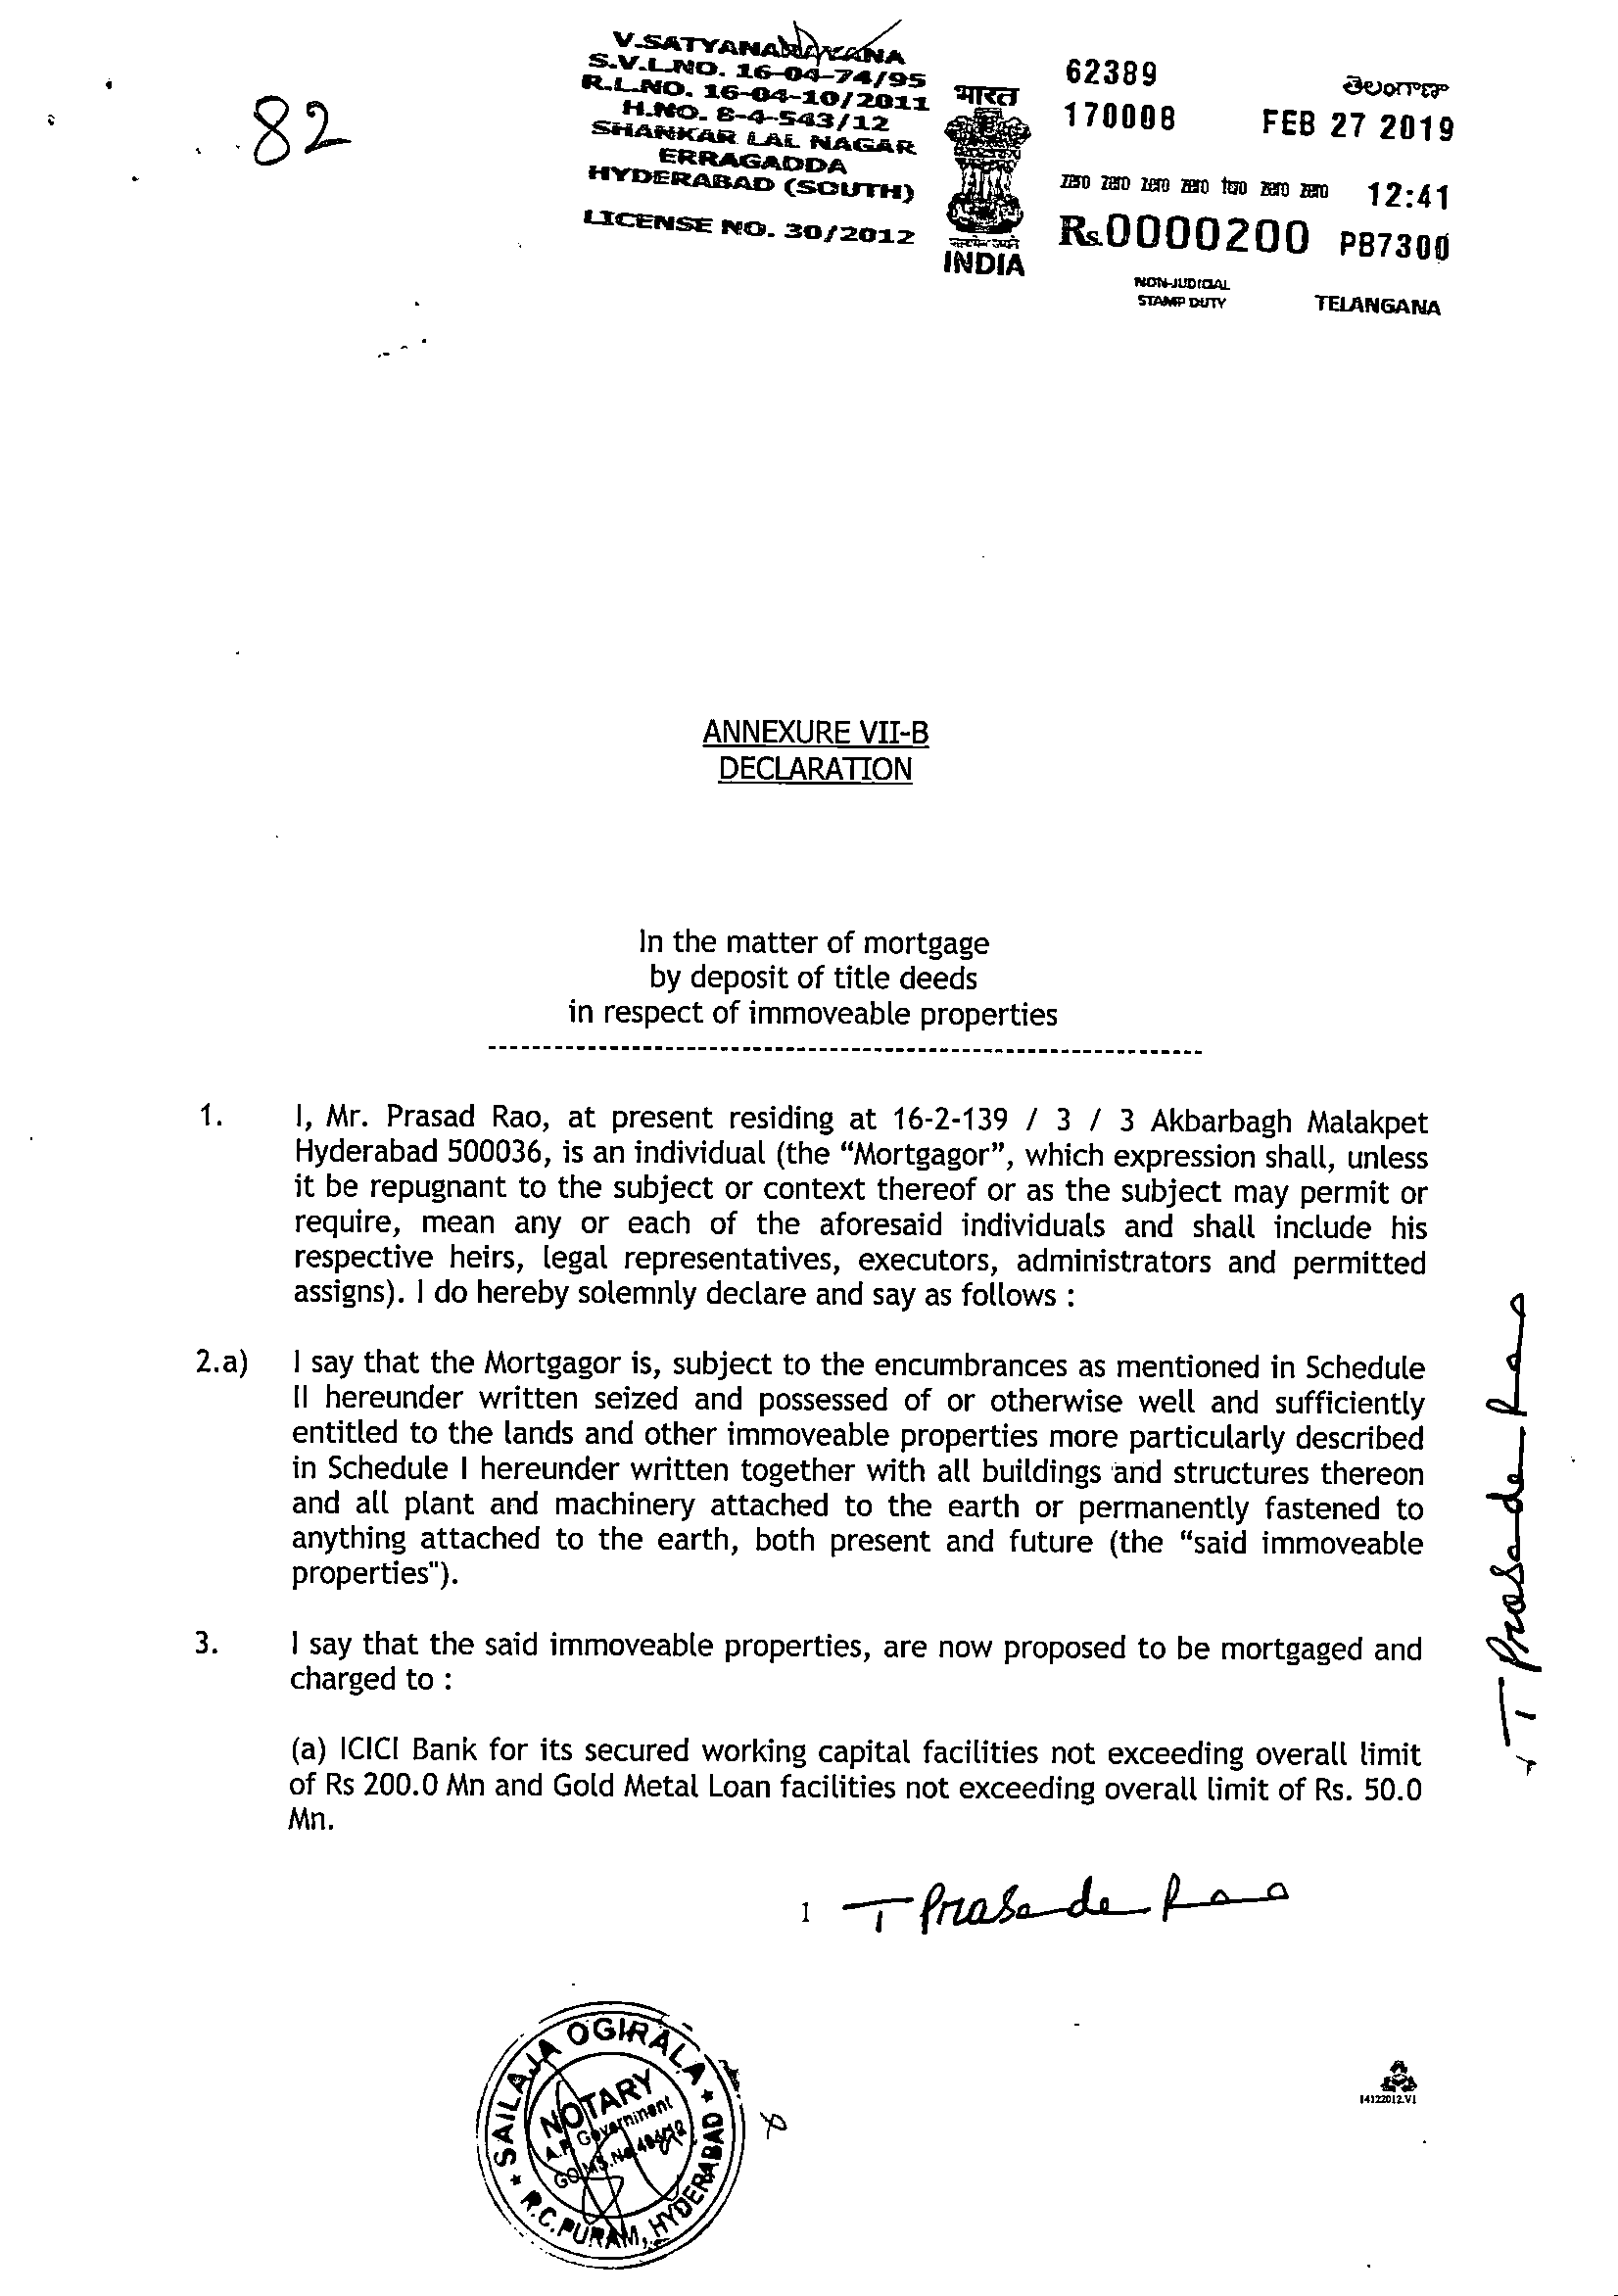 82
V.SATYANARAYANA
S.V.L.NO. 16-04-74/95
R.L.NO. 16-04-10/2011
H.NO. 8-4-543/12
SHANKAR LAL NAGAR
ERRAGADDA
HYDERABAD (SOUTH)
LICENSE NO. 30/2012
भारत
सत्यमेव जयते
INDIA
62389
తెలంగాణా
170008
FEB 27 2019
zero zero zero zero two zero zero
12:41
Rs.0000200 PB7300
NON-JUDICIAL
STAMP DUTY
TELANGANA
ANNEXURE VII-B
DECLARATION
In the matter of mortgage
by deposit of title deeds
in respect of immoveable properties
1. I, Mr. Prasad Rao, at present residing at 16-2-139 / 3 / 3 Akbarbagh Malakpet
Hyderabad 500036, is an individual (the “Mortgagor”, which expression shall, unless
it be repugnant to the subject or context thereof or as the subject may permit or
require, mean any or each of the aforesaid individuals and shall include his
respective heirs, legal representatives, executors, administrators and permitted
assigns). I do hereby solemnly declare and say as follows :
2.a) I say that the Mortgagor is, subject to the encumbrances as mentioned in Schedule
II hereunder written seized and possessed of or otherwise well and sufficiently
entitled to the lands and other immoveable properties more particularly described
in Schedule I hereunder written together with all buildings and structures thereon
and all plant and machinery attached to the earth or permanently fastened to
anything attached to the earth, both present and future (the “said immoveable
properties").
3. I say that the said immoveable properties, are now proposed to be mortgaged and
charged to :
(a) ICICI Bank for its secured working capital facilities not exceeding overall limit
of Rs 200.0 Mn and Gold Metal Loan facilities not exceeding overall limit of Rs. 50.0
Mn.
T Prasade Rao
1
T Prasade Rao
SAILAJA OGIRALA
NOTARY
A.P. Government
GO.MS.No.
R.C.PURAM, HYDERABAD
14122012.V1